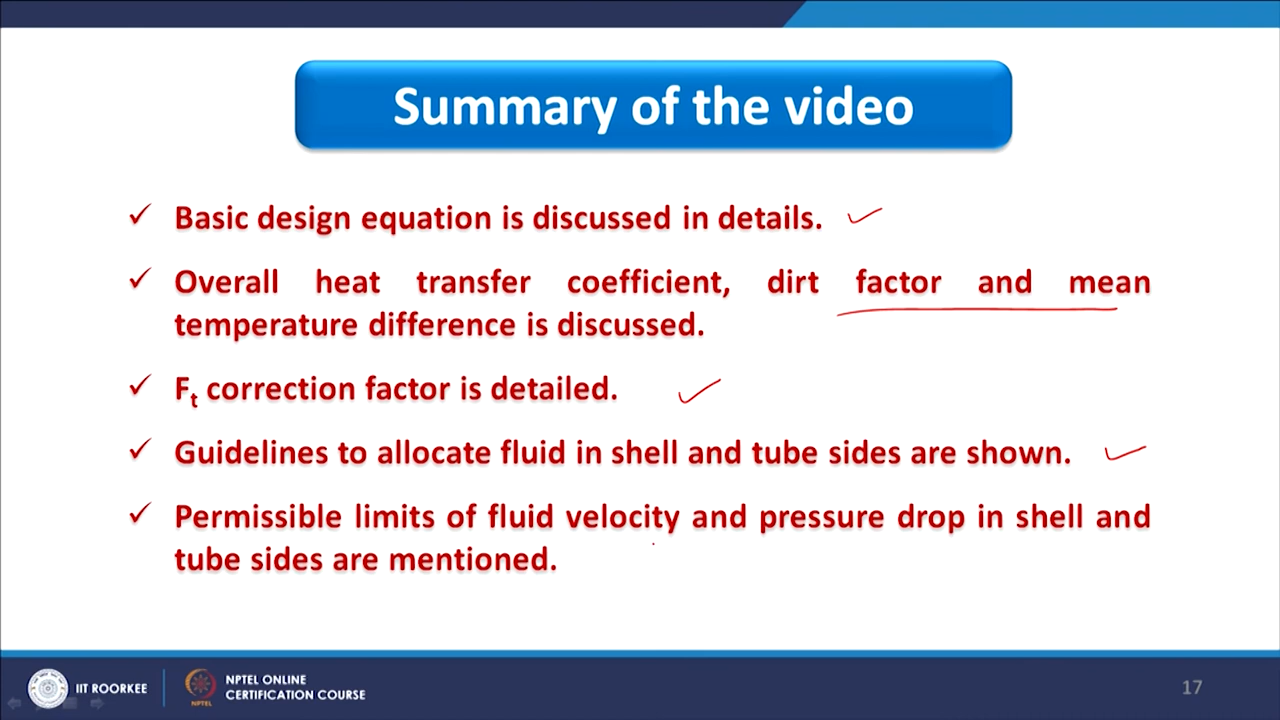 Summary of the video
✓ Basic design equation is discussed in details.
✓ Overall heat transfer coefficient, dirt factor and mean
temperature difference is discussed.
✓ Ft correction factor is detailed.
✓ Guidelines to allocate fluid in shell and tube sides are shown.
✓ Permissible limits of fluid velocity and pressure drop in shell and
tube sides are mentioned.
IIT ROORKEE
NPTEL
NPTEL ONLINE
CERTIFICATION COURSE
17